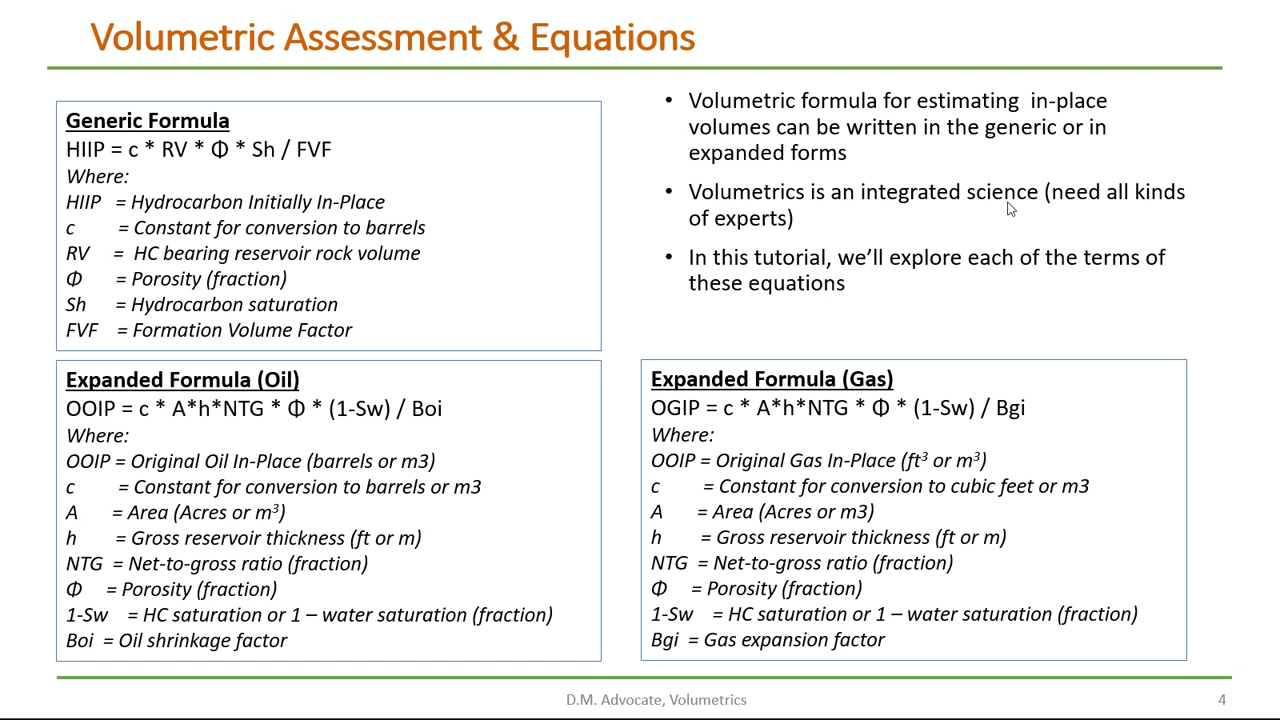 Volumetric Assessment & Equations
Generic Formula
HIIP = c * RV * Φ * Sh / FVF
Where:
HIIP = Hydrocarbon Initially In-Place
c = Constant for conversion to barrels
RV = HC bearing reservoir rock volume
Φ = Porosity (fraction)
Sh = Hydrocarbon saturation
FVF = Formation Volume Factor
• Volumetric formula for estimating in-place
volumes can be written in the generic or in
expanded forms
• Volumetrics is an integrated science (need all kinds
of experts)
• In this tutorial, we'll explore each of the terms of
these equations
Expanded Formula (Oil)
OOIP = c * A*h*NTG * Φ * (1-Sw) / Boi
Where:
OOIP = Original Oil In-Place (barrels or m3)
c = Constant for conversion to barrels or m3
A = Area (Acres or m³)
h = Gross reservoir thickness (ft or m)
NTG = Net-to-gross ratio (fraction)
Φ = Porosity (fraction)
1-Sw = HC saturation or 1 – water saturation (fraction)
Boi = Oil shrinkage factor
Expanded Formula (Gas)
OGIP = c * A*h*NTG * Φ * (1-Sw) / Bgi
Where:
OOIP = Original Gas In-Place (ft³ or m³)
c = Constant for conversion to cubic feet or m3
A = Area (Acres or m3)
h = Gross reservoir thickness (ft or m)
NTG = Net-to-gross ratio (fraction)
Φ = Porosity (fraction)
1-Sw = HC saturation or 1 – water saturation (fraction)
Bgi = Gas expansion factor
D.M. Advocate, Volumetrics
4